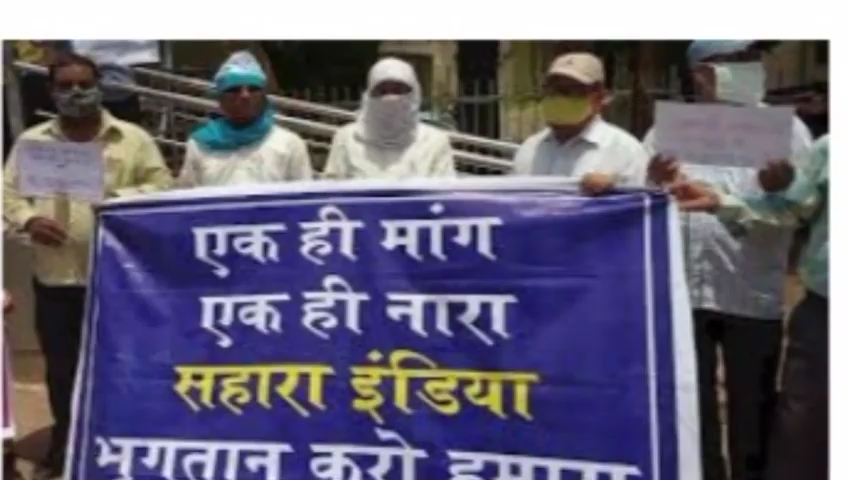 एक ही मांग
एक ही नारा
सहारा इंडिया
भुगतान करो हमारा